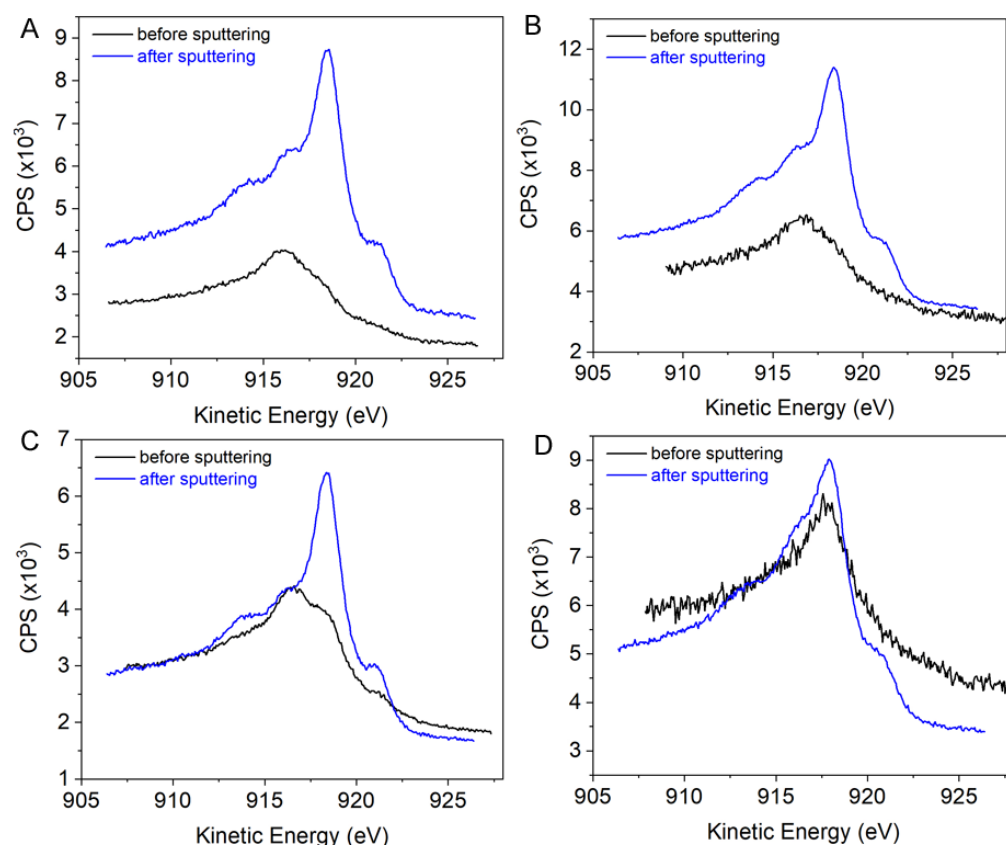 A
before sputtering
after sputtering
9
8
7
6
5
4
3
2
CPS (x10³)
905 910 915 920 925
Kinetic Energy (eV)
B
before sputtering
after sputtering
12
10
8
6
4
2
CPS (x10³)
905 910 915 920 925
Kinetic Energy (eV)
C
before sputtering
after sputtering
7
6
5
4
3
2
1
CPS (x10³)
905 910 915 920 925
Kinetic Energy (eV)
D
before sputtering
after sputtering
9
8
7
6
5
4
3
CPS (x10³)
905 910 915 920 925
Kinetic Energy (eV)